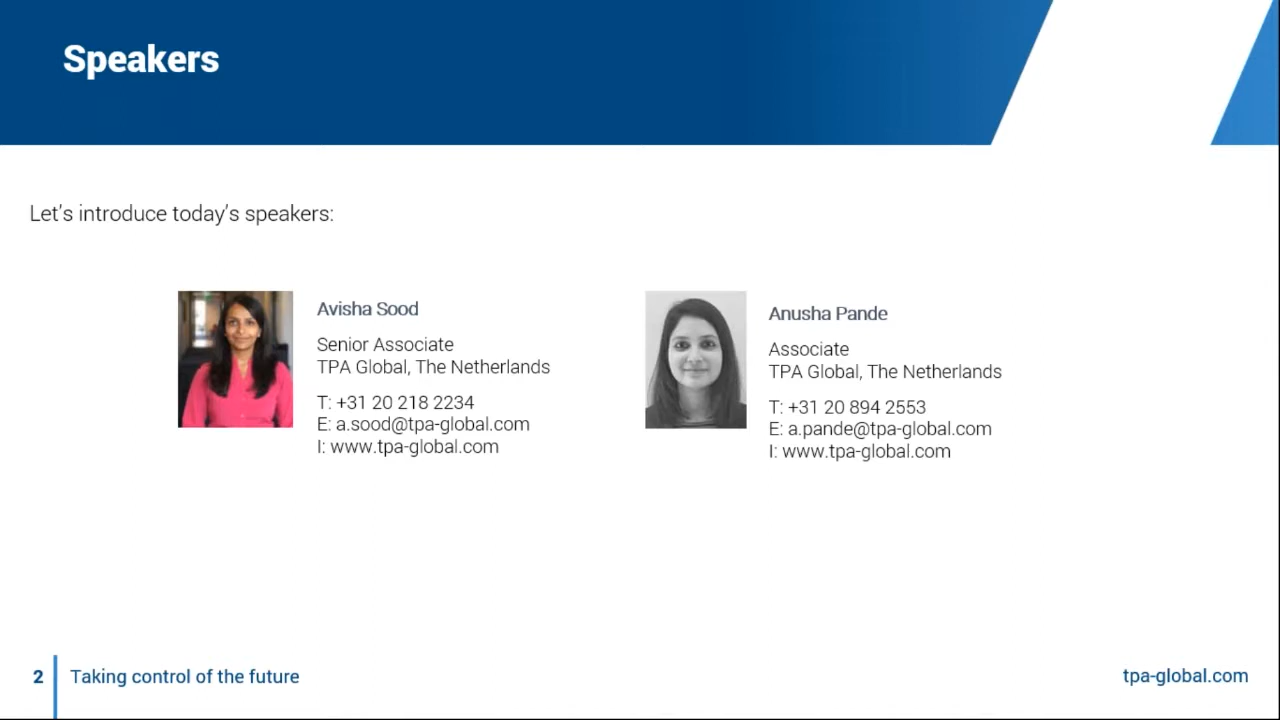 Speakers
Let's introduce today's speakers:
Avisha Sood
Senior Associate
TPA Global, The Netherlands
T: +31 20 218 2234
E: a.sood@tpa-global.com
I: www.tpa-global.com
Anusha Pande
Associate
TPA Global, The Netherlands
T: +31 20 894 2553
E: a.pande@tpa-global.com
I: www.tpa-global.com
2 Taking control of the future
tpa-global.com